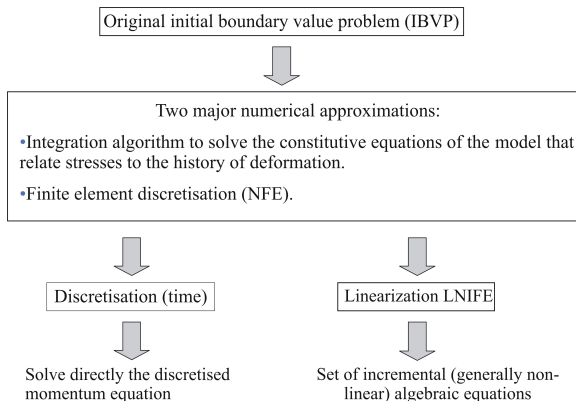 Original initial boundary value problem (IBVP)
Two major numerical approximations:
•Integration algorithm to solve the constitutive equations of the model that
relate stresses to the history of deformation.
•Finite element discretisation (NFE).
Discretisation (time)
Linearization LNIFE
Solve directly the discretised
momentum equation
Set of incremental (generally non-
linear) algebraic equations